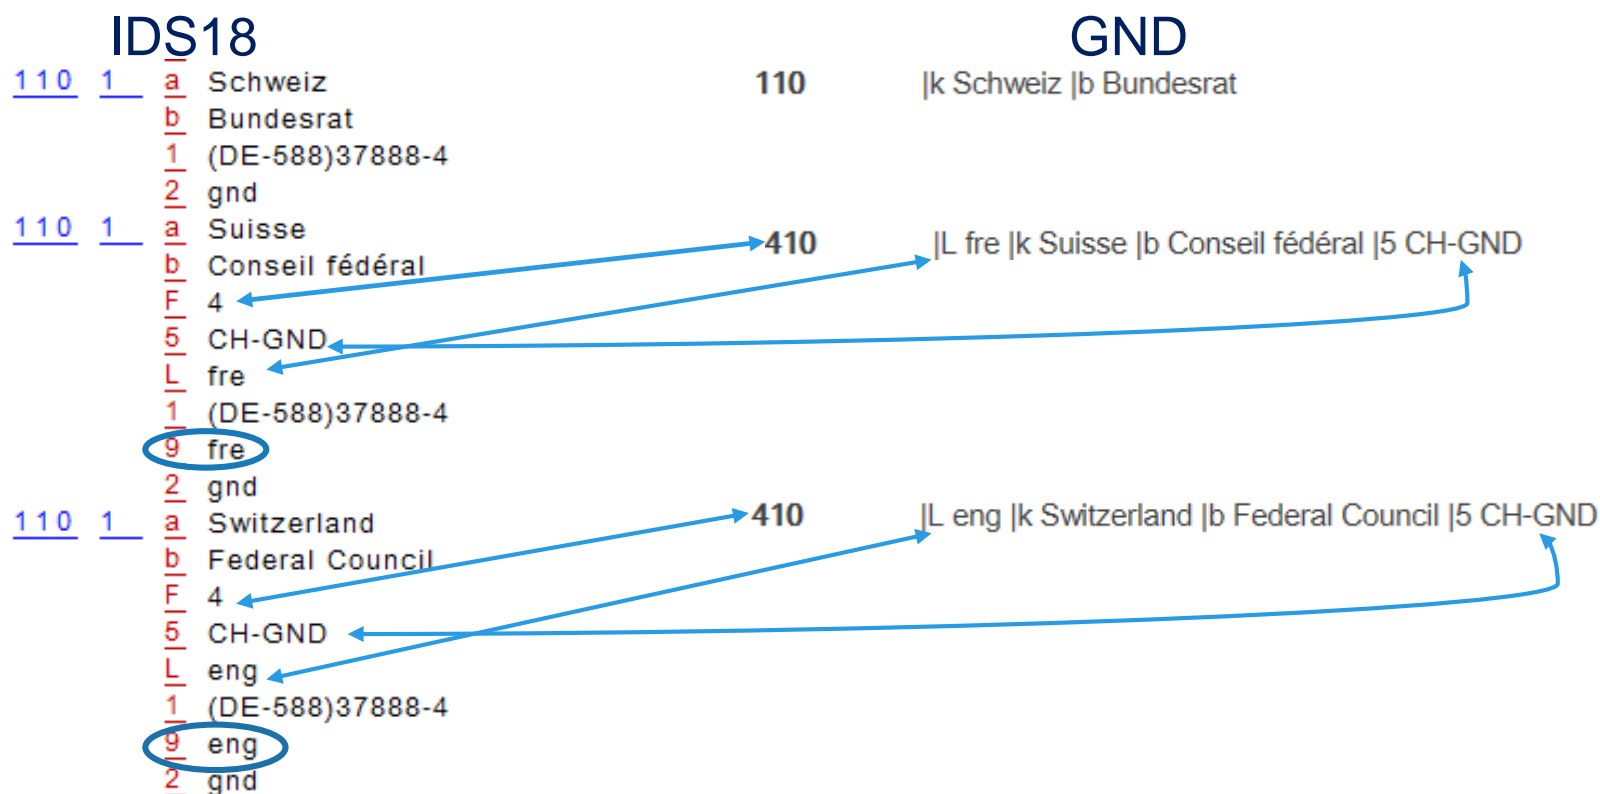 IDS18 GND
110 1 a Schweiz 110 |k Schweiz |b Bundesrat
b Bundesrat
1 (DE-588)37888-4
2 gnd
110 1 a Suisse 410 |L fre |k Suisse |b Conseil fédéral |5 CH-GND
b Conseil fédéral
F 4
5 CH-GND
L fre
1 (DE-588)37888-4
9 fre
2 gnd
110 1 a Switzerland 410 |L eng |k Switzerland |b Federal Council |5 CH-GND
b Federal Council
F 4
5 CH-GND
L eng
1 (DE-588)37888-4
9 eng
2 gnd